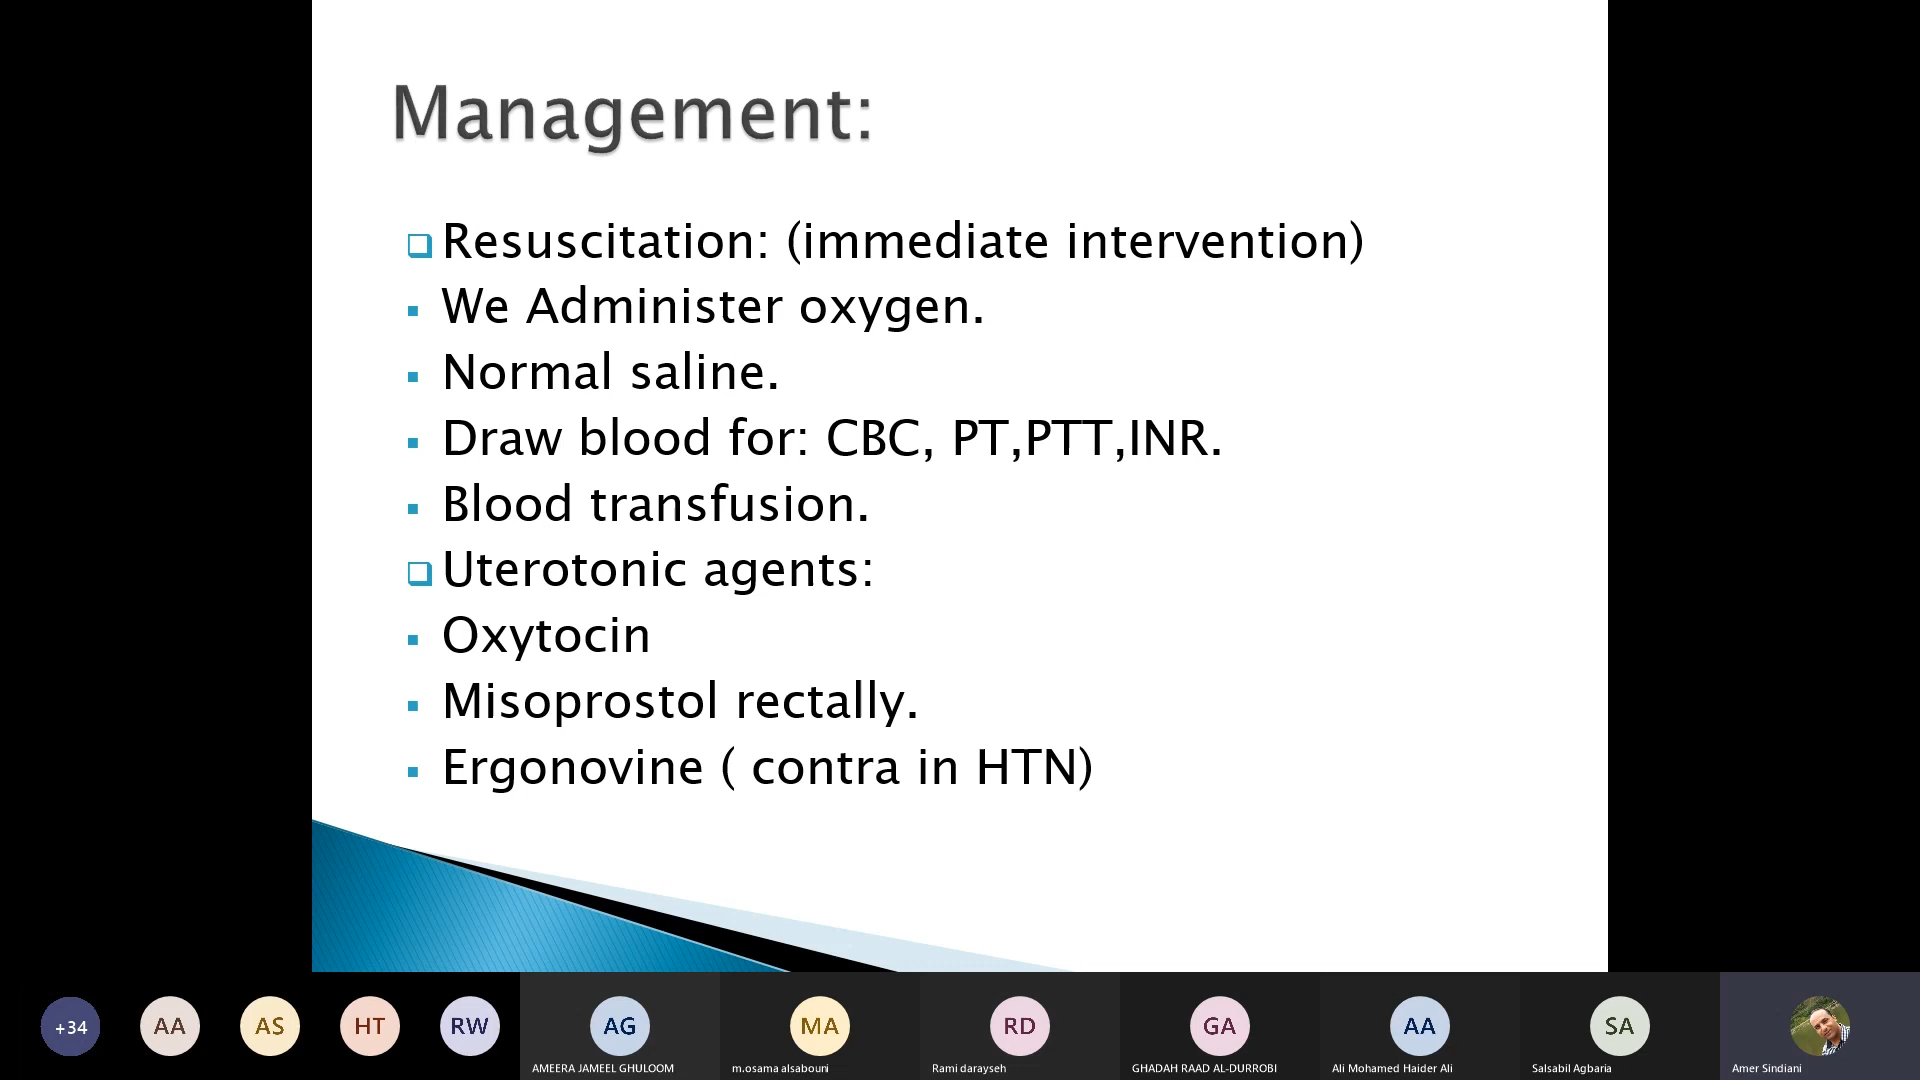 Management:
Resuscitation: (immediate intervention)
We Administer oxygen.
Normal saline.
Draw blood for: CBC, PT,PTT,INR.
Blood transfusion.
Uterotonic agents:
Oxytocin
Misoprostol rectally.
Ergonovine ( contra in HTN)
+34
AA
AS
HT
RW
AG
MA
RD
GA
AA
SA
AMEERA JAMEEL GHULOOM
m.osama alsabouni
Rami darayseh
GHADAH RAAD AL-DURROBI
Ali Mohamed Haider Ali
Salsabil Agbaria
Amer Sindiani